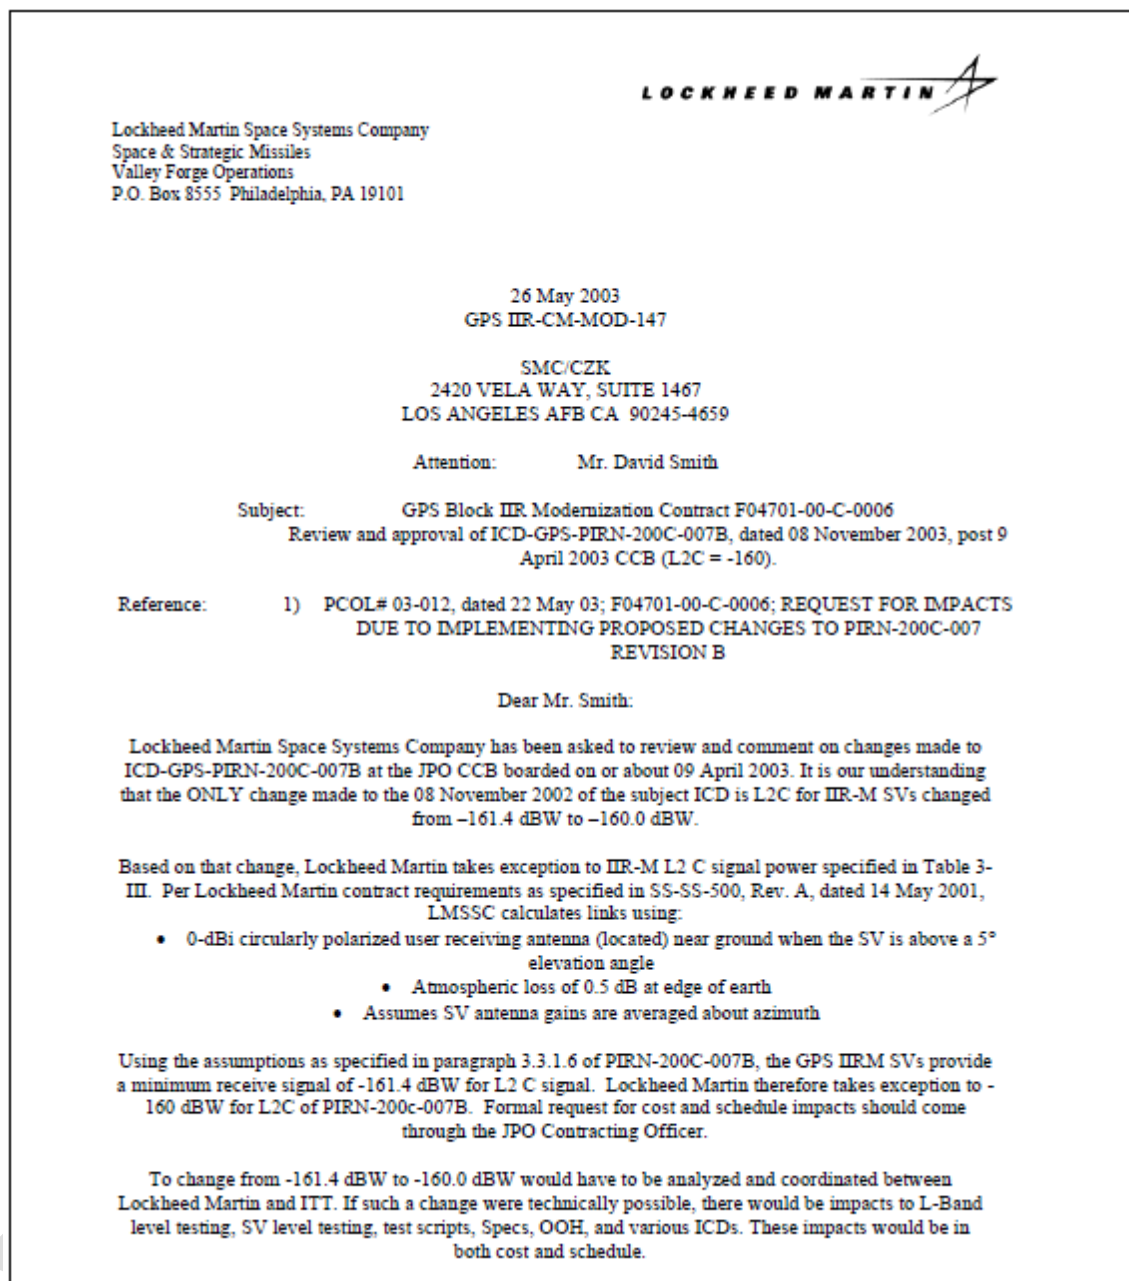 LOCKHEED MARTIN
Lockheed Martin Space Systems Company
Space & Strategic Missiles
Valley Forge Operations
P.O. Box 8555 Philadelphia, PA 19101
26 May 2003
GPS IIR-CM-MOD-147
SMC/CZK
2420 VELA WAY, SUITE 1467
LOS ANGELES AFB CA 90245-4659
Attention: Mr. David Smith
Subject: GPS Block IIR Modernization Contract F04701-00-C-0006
Review and approval of ICD-GPS-PIRN-200C-007B, dated 08 November 2003, post 9
April 2003 CCB (L2C = -160).
Reference: 1) PCOL# 03-012, dated 22 May 03; F04701-00-C-0006; REQUEST FOR IMPACTS
DUE TO IMPLEMENTING PROPOSED CHANGES TO PIRN-200C-007
REVISION B
Dear Mr. Smith:
Lockheed Martin Space Systems Company has been asked to review and comment on changes made to
ICD-GPS-PIRN-200C-007B at the JPO CCB boarded on or about 09 April 2003. It is our understanding
that the ONLY change made to the 08 November 2002 of the subject ICD is L2C for IIR-M SVs changed
from –161.4 dBW to –160.0 dBW.
Based on that change, Lockheed Martin takes exception to IIR-M L2 C signal power specified in Table 3-
III. Per Lockheed Martin contract requirements as specified in SS-SS-500, Rev. A, dated 14 May 2001,
LMSSC calculates links using:
• 0-dBi circularly polarized user receiving antenna (located) near ground when the SV is above a 5°
elevation angle
• Atmospheric loss of 0.5 dB at edge of earth
• Assumes SV antenna gains are averaged about azimuth
Using the assumptions as specified in paragraph 3.3.1.6 of PIRN-200C-007B, the GPS IIRM SVs provide
a minimum receive signal of -161.4 dBW for L2 C signal. Lockheed Martin therefore takes exception to -
160 dBW for L2C of PIRN-200c-007B. Formal request for cost and schedule impacts should come
through the JPO Contracting Officer.
To change from -161.4 dBW to -160.0 dBW would have to be analyzed and coordinated between
Lockheed Martin and ITT. If such a change were technically possible, there would be impacts to L-Band
level testing, SV level testing, test scripts, Specs, OOH, and various ICDs. These impacts would be in
both cost and schedule.